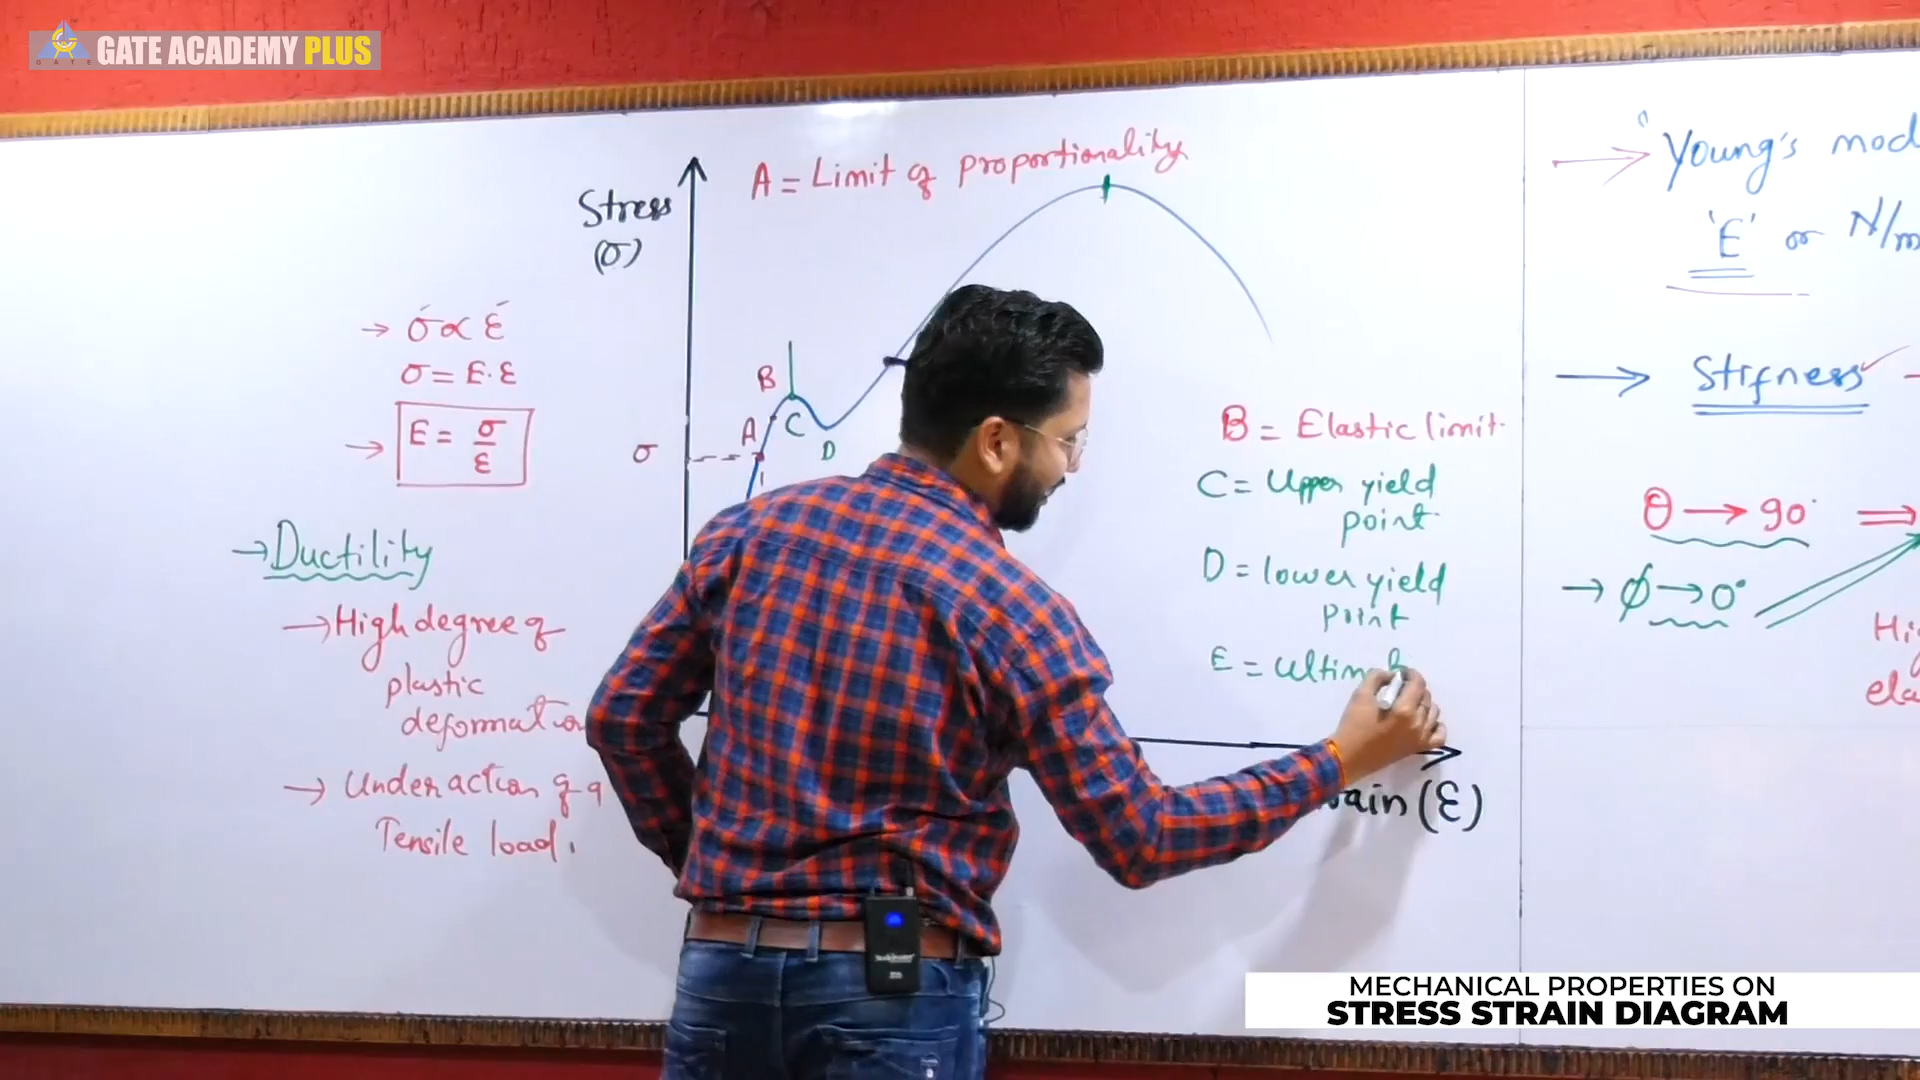 GATE
GATE ACADEMY PLUS
A = Limit of proportionality
Stress
(σ)
→ σ ∝ ε
σ = E·ε
→ E = σ/ε
B
A
C
D
σ
→ Ductility
→ High degree of
plastic
deformation
→ Under action of a
Tensile load.
B = Elastic limit.
C = Upper yield
point
D = lower yield
point
E = Ultim
(ε)
→ Young's
'E' or
→ Stifness
θ → 90°
→ φ → 0°
MECHANICAL PROPERTIES ON
STRESS STRAIN DIAGRAM